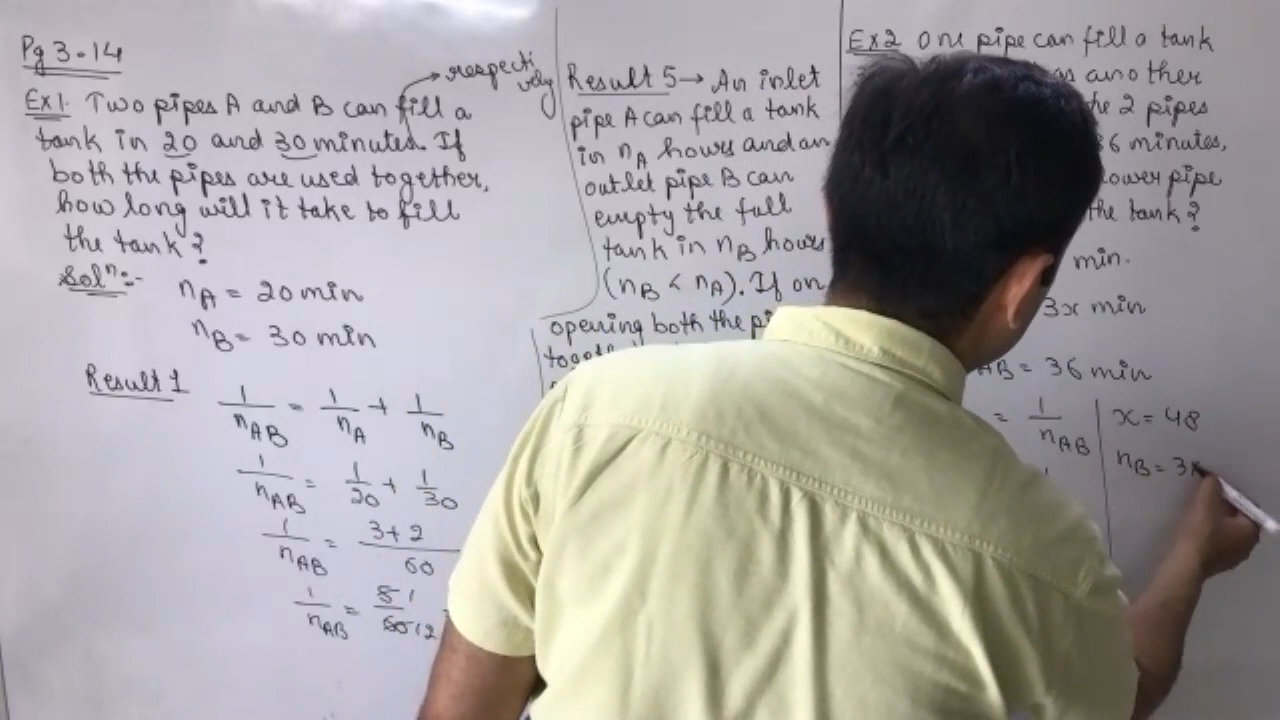 Pg 3.14
respecti
vely
Ex1. Two pipes A and B can fill a
tank in 20 and 30 minutes. If
both the pipes are used together,
how long will it take to fill
the tank?
Solⁿ:-
nA = 20 min
nB = 30 min
Result 1
1/nAB = 1/nA + 1/nB
1/nAB = 1/20 + 1/30
1/nAB = 3+2/60
1/nAB = 5/60 1/12
Result 5→ An inlet
pipe A can fill a tank
in nA hours and an
outlet pipe B can
empty the full
tank in nB hours
(nB < nA). If on
opening both the
Ex2 One pipe can fill a tank
as another
2 pipes
36 minutes,
pipe
the tank?
min.
3x min
AB = 36 min
= 1/nAB
x = 48
nB = 3x